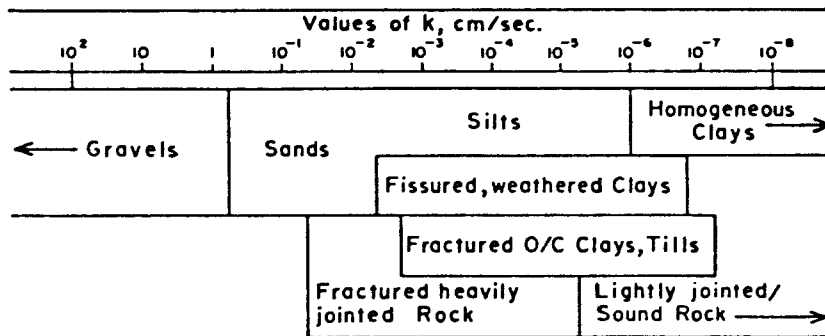 Values of k, cm/sec.
10² 10 1 10⁻¹ 10⁻² 10⁻³ 10⁻⁴ 10⁻⁵ 10⁻⁶ 10⁻⁷ 10⁻⁸
Gravels
Sands
Silts
Homogeneous
Clays
Fissured, weathered Clays
Fractured O/C Clays, Tills
Fractured heavily
jointed Rock
Lightly jointed/
Sound Rock